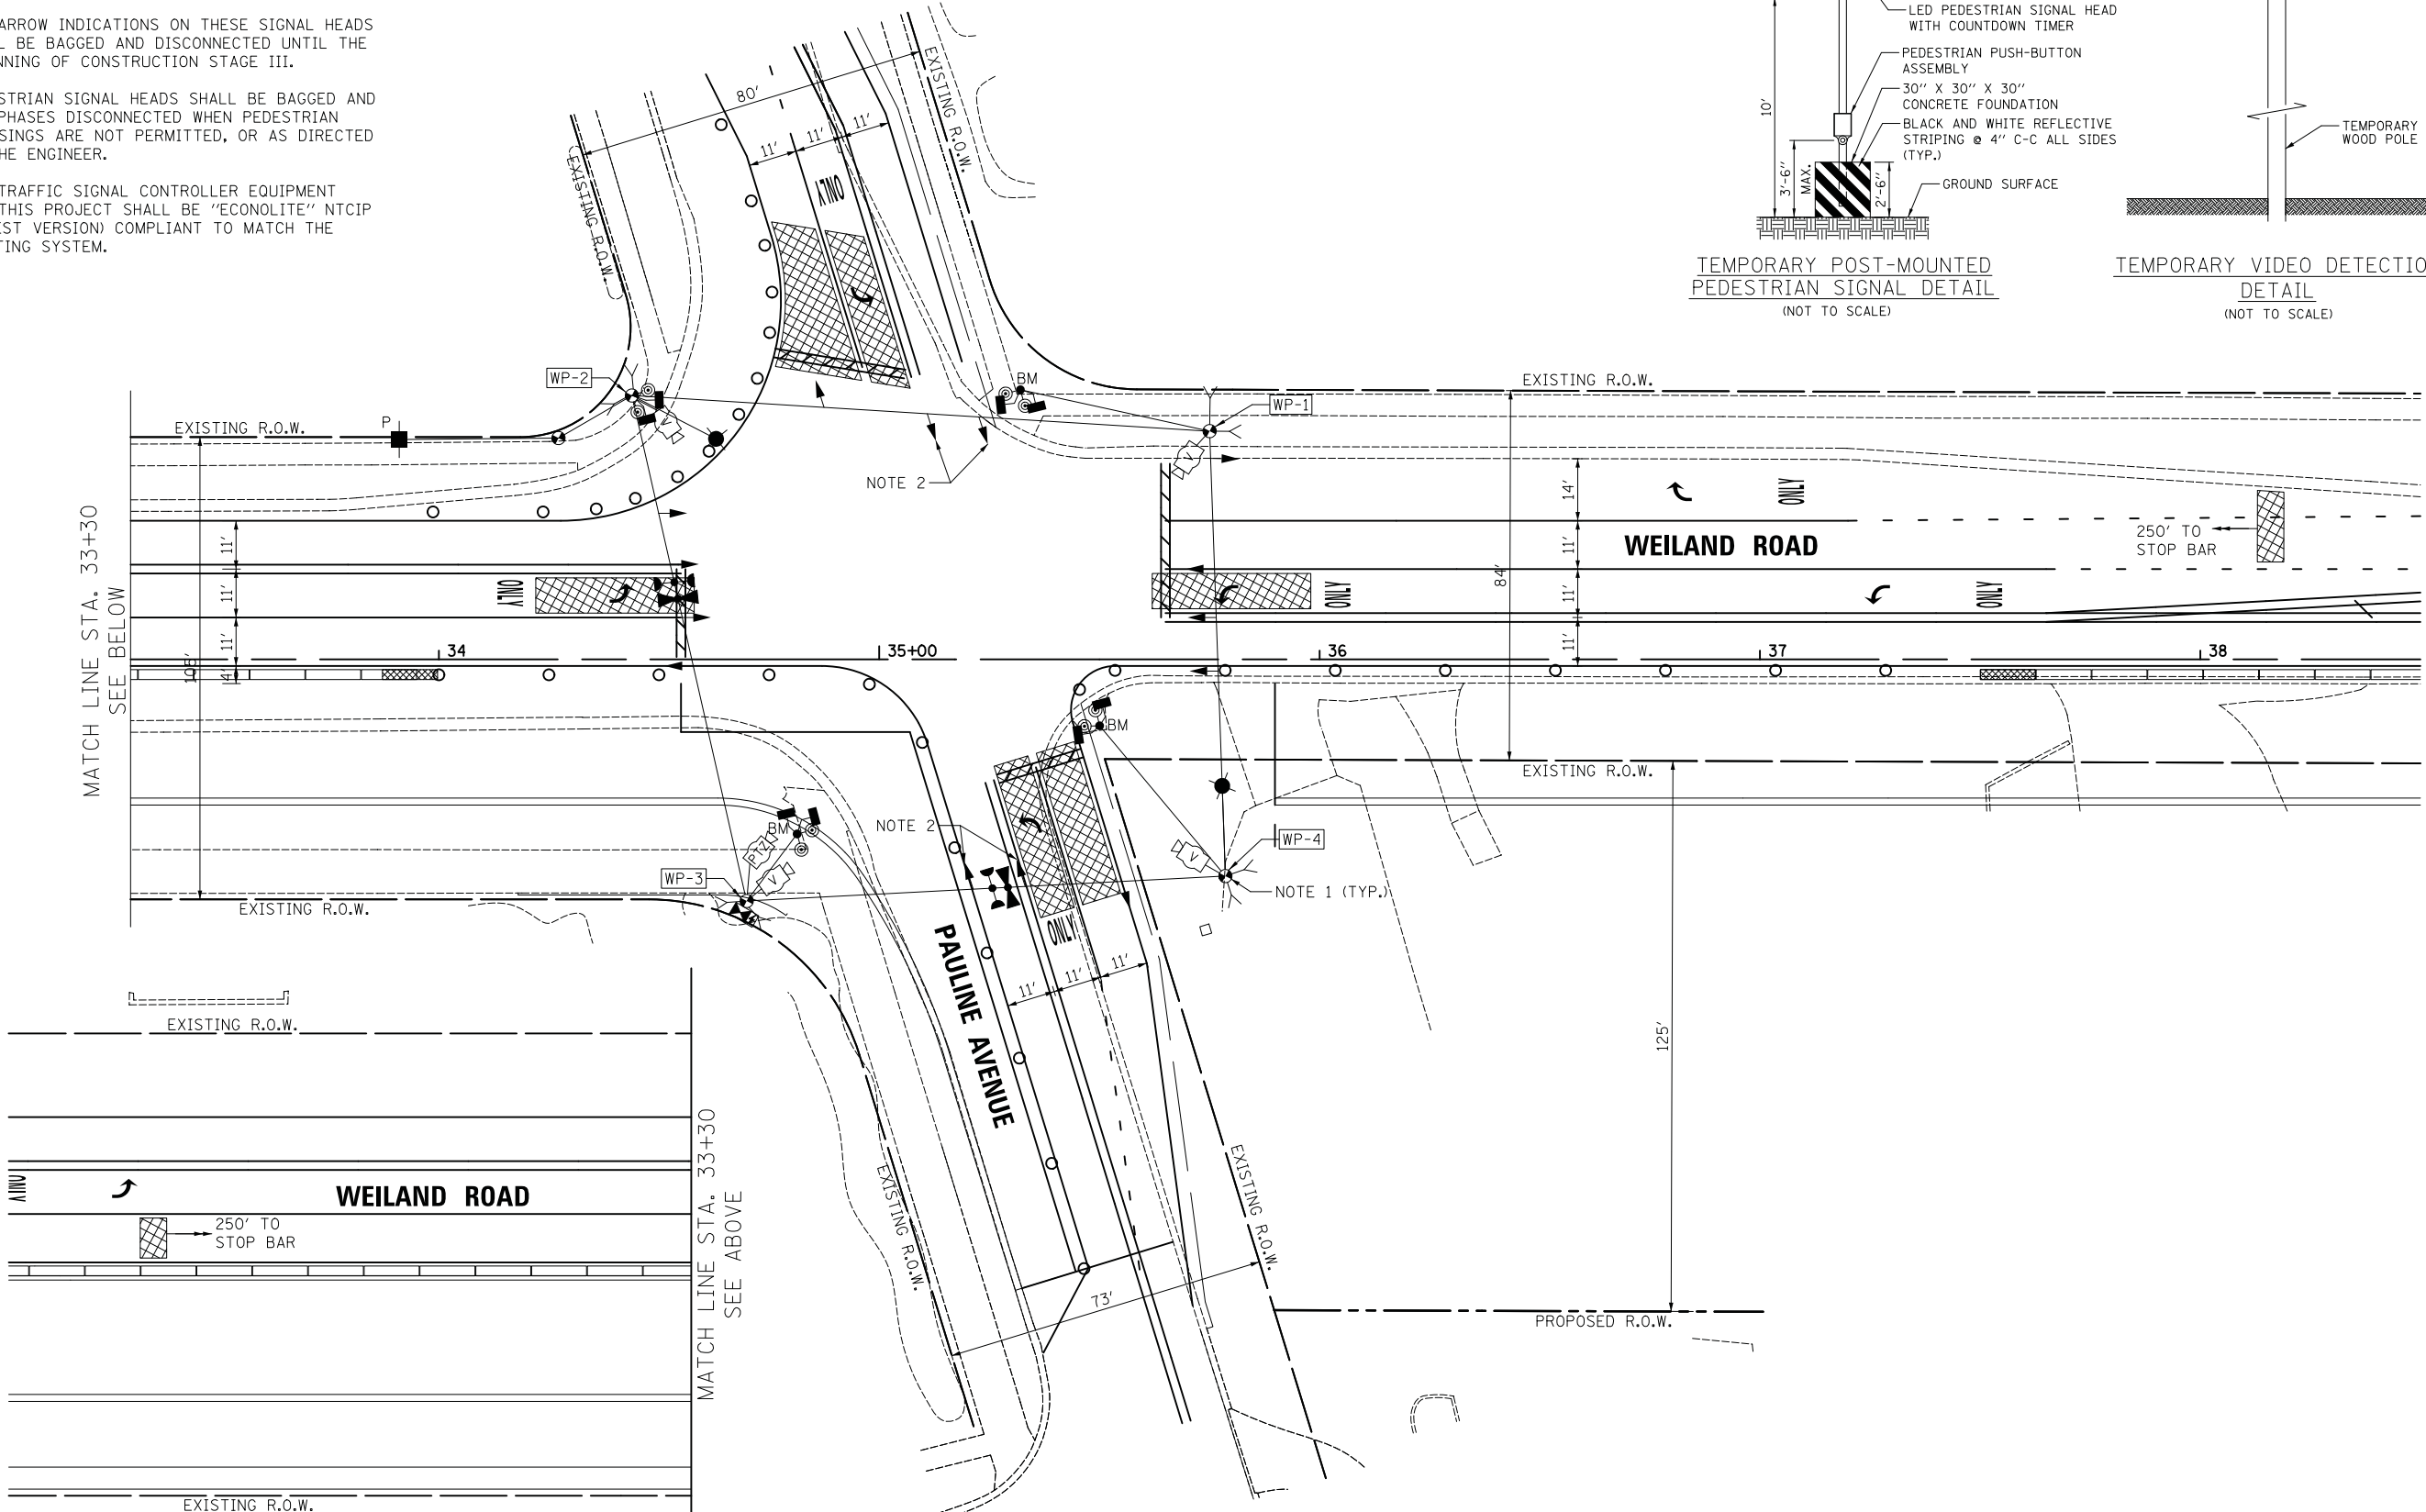 ARROW INDICATIONS ON THESE SIGNAL HEADS
BE BAGGED AND DISCONNECTED UNTIL THE
NNING OF CONSTRUCTION STAGE III.
STRIAN SIGNAL HEADS SHALL BE BAGGED AND
PHASES DISCONNECTED WHEN PEDESTRIAN
SINGS ARE NOT PERMITTED, OR AS DIRECTED
HE ENGINEER.
TRAFFIC SIGNAL CONTROLLER EQUIPMENT
THIS PROJECT SHALL BE "ECONOLITE" NTCIP
EST VERSION) COMPLIANT TO MATCH THE
TING SYSTEM.
LED PEDESTRIAN SIGNAL HEAD
WITH COUNTDOWN TIMER
PEDESTRIAN PUSH-BUTTON
ASSEMBLY
30" X 30" X 30"
CONCRETE FOUNDATION
BLACK AND WHITE REFLECTIVE
STRIPING @ 4" C-C ALL SIDES
(TYP.)
GROUND SURFACE
10'
3'-6"
MAX.
2'-6"
TEMPORARY POST-MOUNTED
PEDESTRIAN SIGNAL DETAIL
(NOT TO SCALE)
TEMPORARY
WOOD POLE
TEMPORARY VIDEO DETECTIO
DETAIL
(NOT TO SCALE)
80'
EXISTING R.O.W.
EXISTING R.O.W.
11'
11'
11'
ONLY
WP-2
V
P
EXISTING R.O.W.
BM
WP-1
V
EXISTING R.O.W.
NOTE 2
MATCH LINE STA. 33+30
SEE BELOW
11'
11'
11'
4'
105'
ONLY
14'
11'
11'
11'
84'
ONLY
WEILAND ROAD
250' TO
STOP BAR
ONLY
ONLY
34
35+00
36
37
38
BM
EXISTING R.O.W.
BM
PTZ
V
NOTE 2
WP-3
V
WP-4
NOTE 1 (TYP.)
EXISTING R.O.W.
ONLY
11'
11'
11'
PAULINE AVENUE
125'
EXISTING R.O.W.
EXISTING R.O.W.
73'
PROPOSED R.O.W.
EXISTING R.O.W.
ONLY
WEILAND ROAD
250' TO
STOP BAR
MATCH LINE STA. 33+30
SEE ABOVE
EXISTING R.O.W.